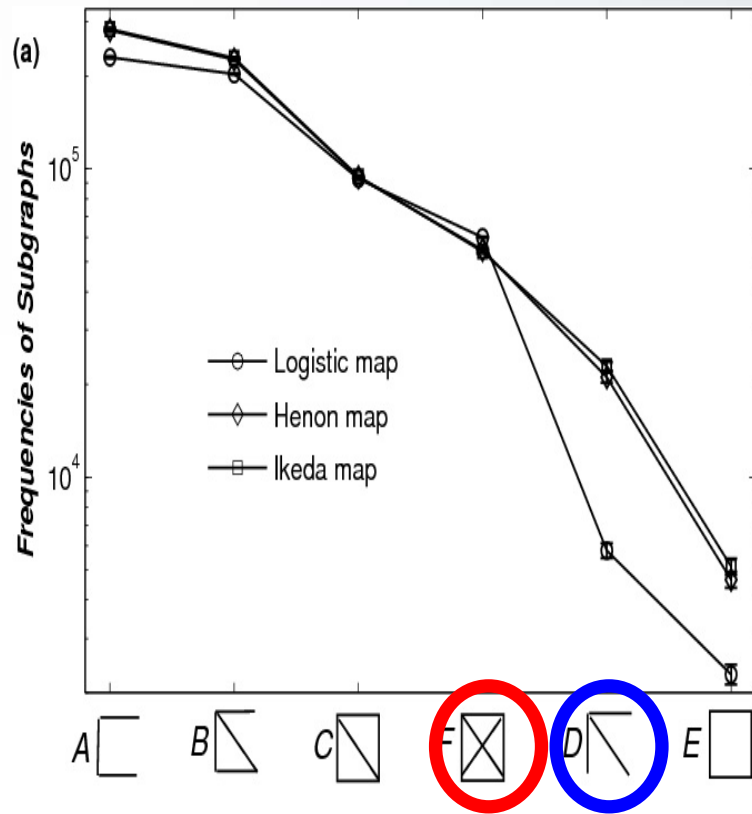 (a)
Frequencies of Subgraphs
10^5
10^4
Logistic map
Henon map
Ikeda map
A B C F D E